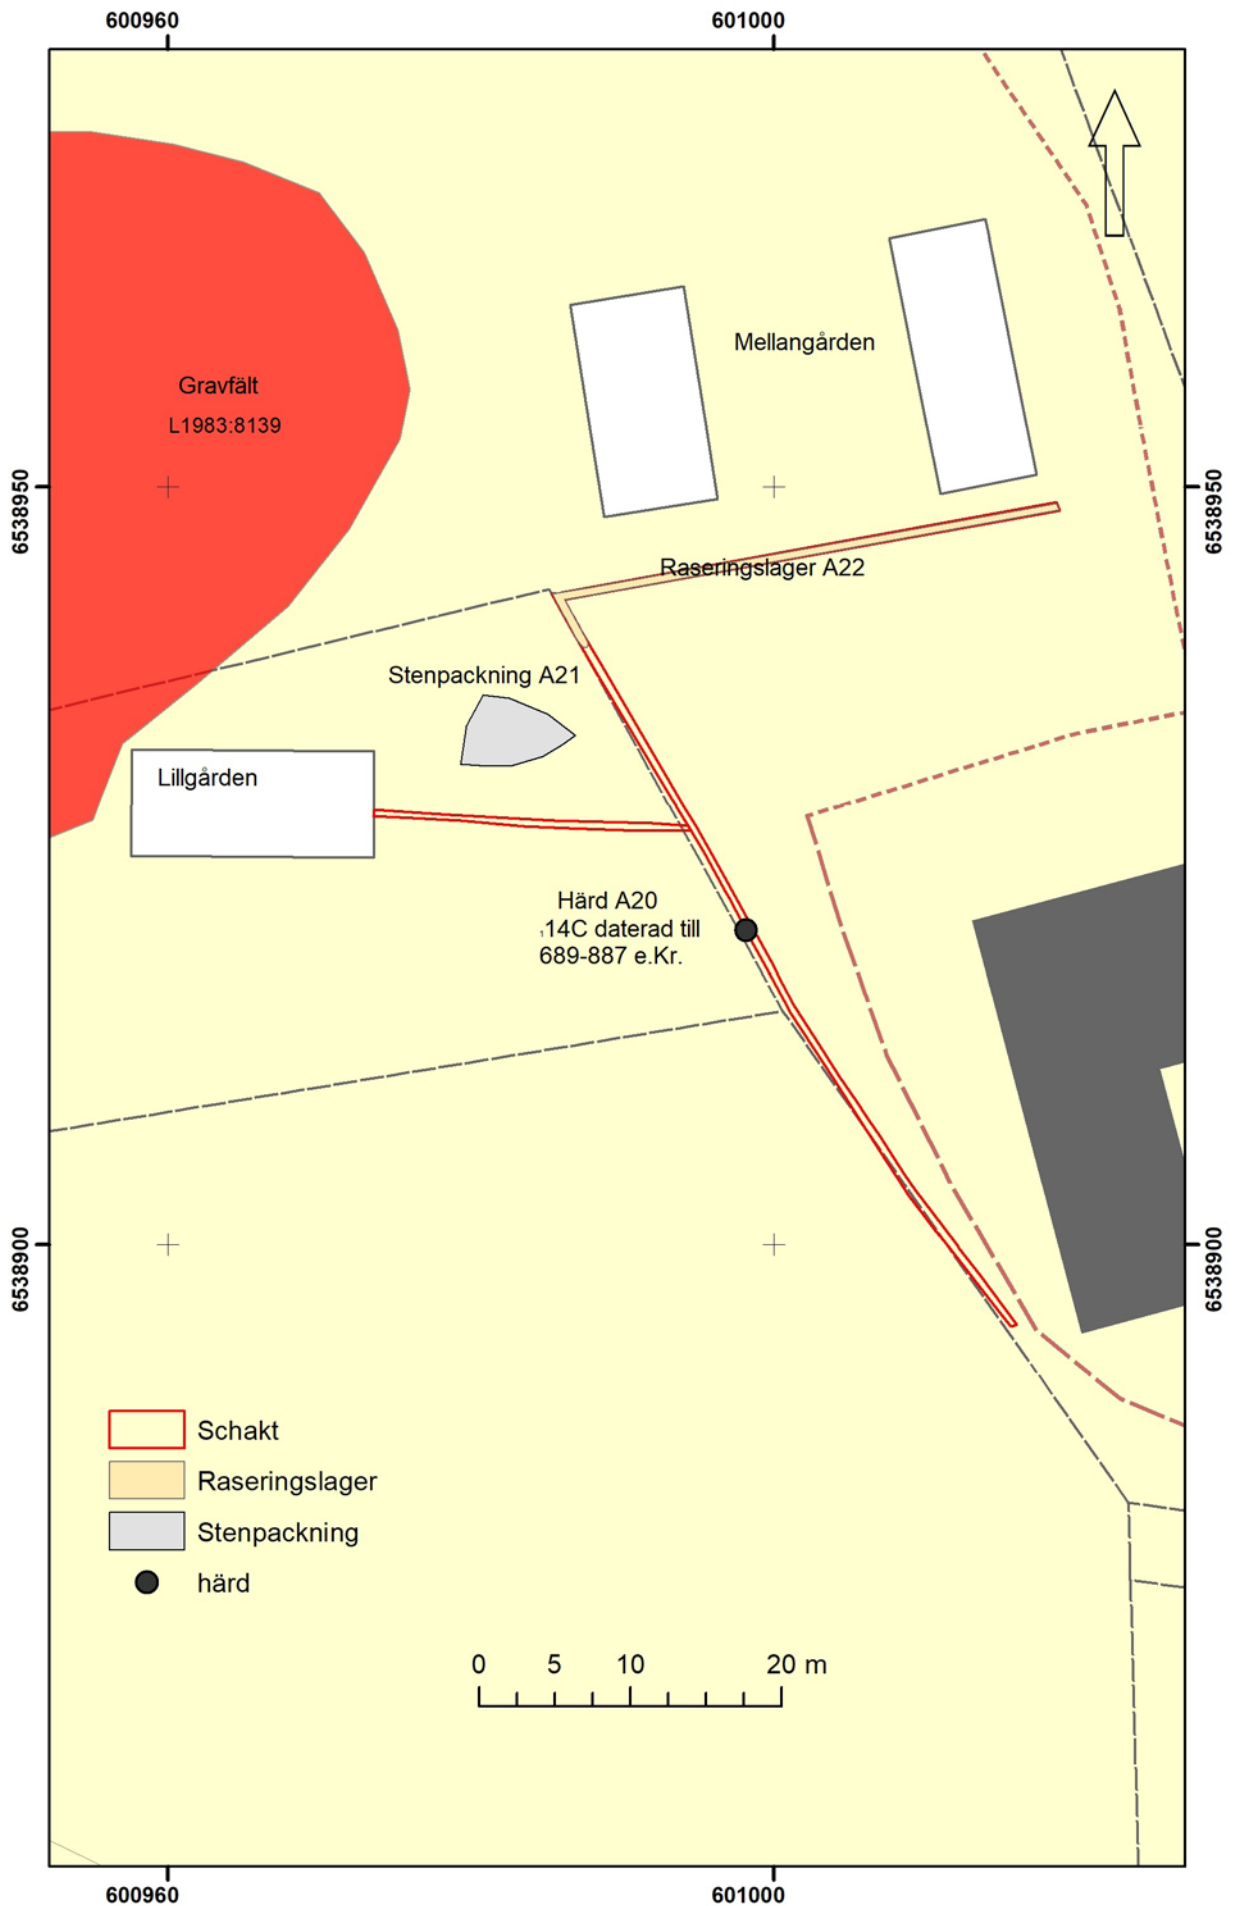 600960
601000
Mellangården
Gravfält
L1983:8139
6538950
6538950
Raseringslager A22
Stenpackning A21
Lillgården
Härd A20
14C daterad till
689-887 e.Kr.
6538900
6538900
Schakt
Raseringslager
Stenpackning
härd
0 5 10 20 m
600960
601000